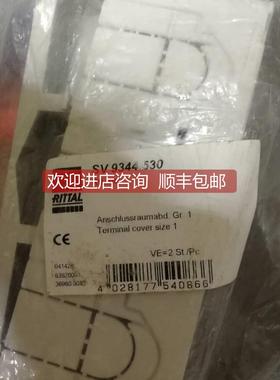 SV 9344.530
RITTAL
欢迎进店咨询 顺丰包邮
Anschlussraumabd. Gr. 1
Terminal cover size 1
CE
VE=2 St./Pc
4 028177 540866